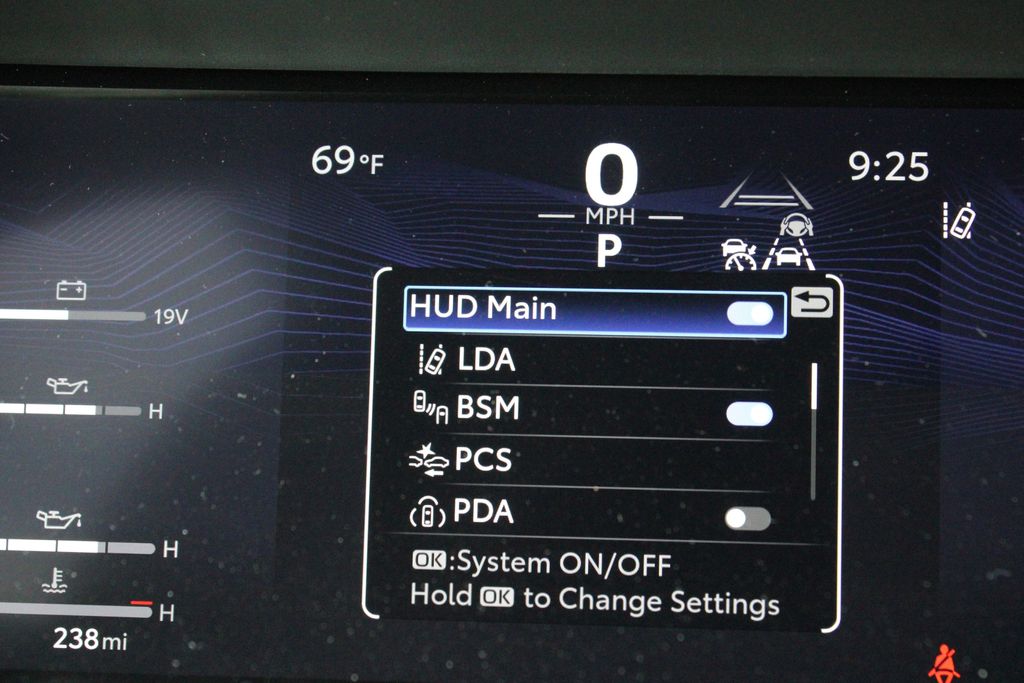 69°F
0
MPH
P
9:25
19V
H
H
H
238mi
HUD Main
LDA
BSM
PCS
PDA
OK:System ON/OFF
Hold OK to Change Settings